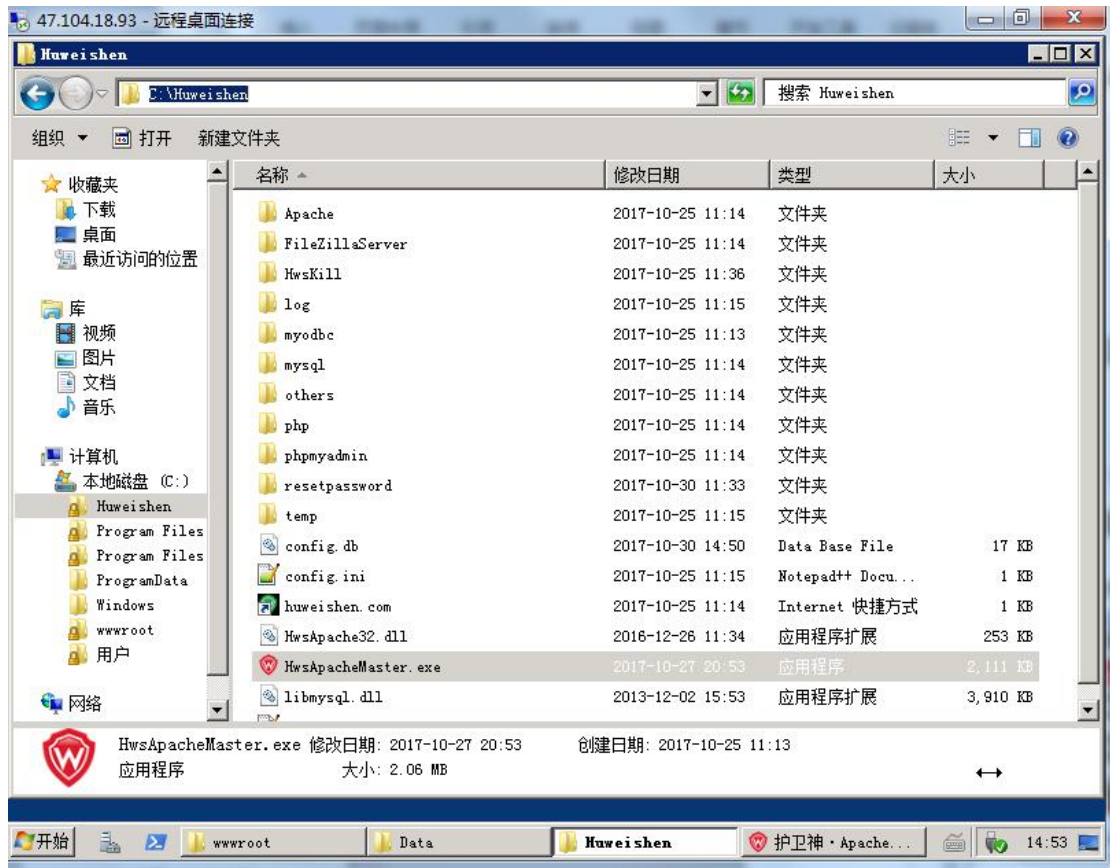 47.104.18.93 - 远程桌面连接
Huweishen
C:\Huweishen
搜索 Huweishen
组织 打开 新建文件夹
收藏夹
下载
桌面
最近访问的位置
库
视频
图片
文档
音乐
计算机
本地磁盘 (C:)
Huweishen
Program Files
Program Files
ProgramData
Windows
wwwroot
用户
网络
名称 修改日期 类型 大小
Apache 2017-10-25 11:14 文件夹
FileZillaServer 2017-10-25 11:14 文件夹
HwsKill 2017-10-25 11:36 文件夹
log 2017-10-25 11:15 文件夹
myodbc 2017-10-25 11:13 文件夹
mysql 2017-10-25 11:14 文件夹
others 2017-10-25 11:14 文件夹
php 2017-10-25 11:14 文件夹
phpmyadmin 2017-10-25 11:14 文件夹
resetpassword 2017-10-30 11:33 文件夹
temp 2017-10-25 11:15 文件夹
config.db 2017-10-30 14:50 Data Base File 17 KB
config.ini 2017-10-25 11:15 Notepad++ Docu... 1 KB
huweishen.com 2017-10-25 11:14 Internet 快捷方式 1 KB
HwsApache32.dll 2016-12-26 11:34 应用程序扩展 253 KB
HwsApacheMaster.exe 2017-10-27 20:53 应用程序 2,111 KB
libmysql.dll 2013-12-02 15:53 应用程序扩展 3,910 KB
HwsApacheMaster.exe 修改日期: 2017-10-27 20:53 创建日期: 2017-10-25 11:13
应用程序 大小: 2.06 MB
开始 wwwroot Data Huweishen 护卫神·Apache... 14:53